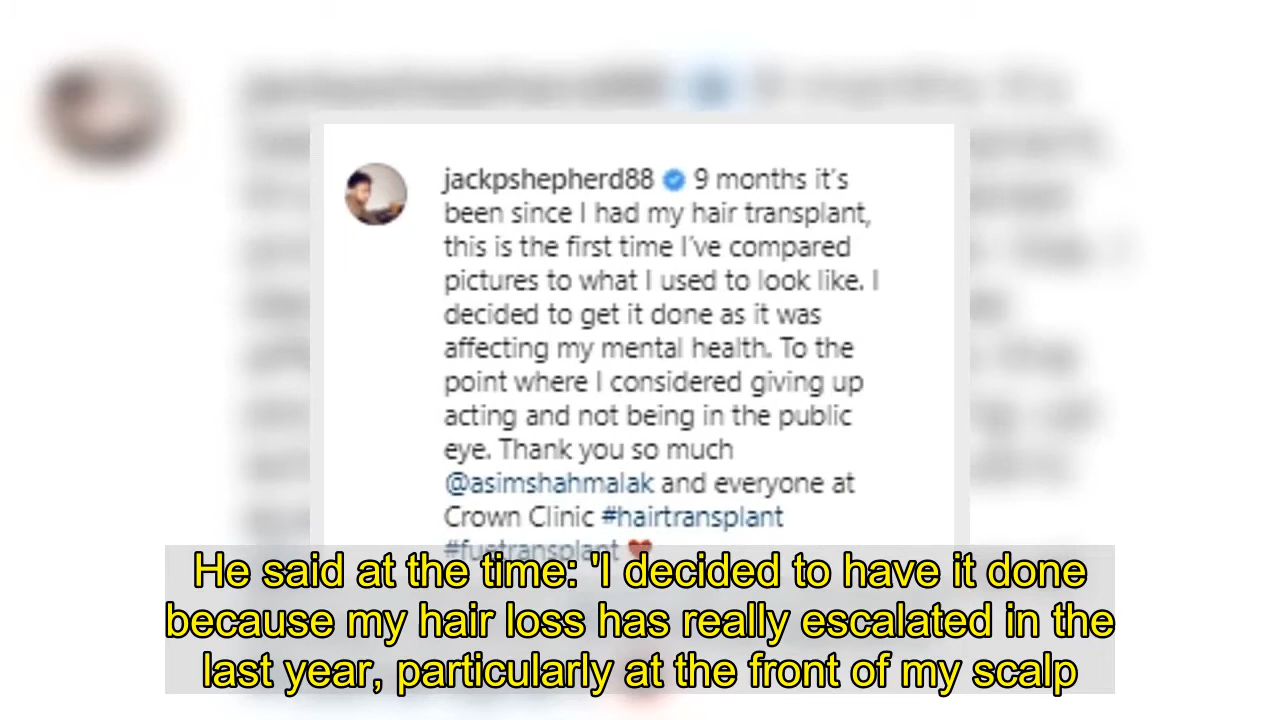 jackpshepherd88 9 months it's
been since I had my hair transplant,
this is the first time I've compared
pictures to what I used to look like. I
decided to get it done as it was
affecting my mental health. To the
point where I considered giving up
acting and not being in the public
eye. Thank you so much
@asimshahmalak and everyone at
Crown Clinic #hairtransplant
#fuetransplant ❤
He said at the time: 'I decided to have it done
because my hair loss has really escalated in the
last year, particularly at the front of my scalp